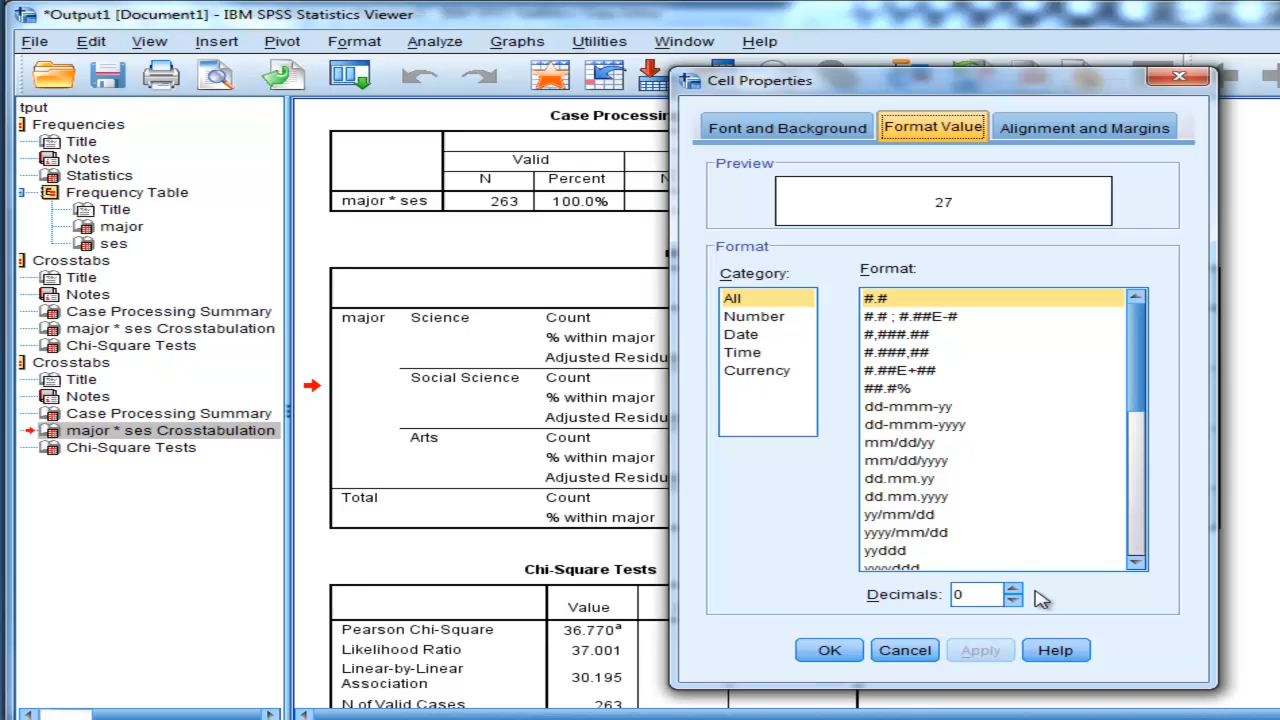 *Output1 [Document1] - IBM SPSS Statistics Viewer
File Edit View Insert Pivot Format Analyze Graphs Utilities Window Help
tput
Frequencies
Title
Notes
Statistics
Frequency Table
Title
major
ses
Crosstabs
Title
Notes
Case Processing Summary
major * ses Crosstabulation
Chi-Square Tests
Crosstabs
Title
Notes
Case Processing Summary
major * ses Crosstabulation
Chi-Square Tests
Case Processin
Valid
N Percent N
major * ses 263 100.0%
major Science Count
% within major
Adjusted Residu
Social Science Count
% within major
Adjusted Residu
Arts Count
% within major
Adjusted Residu
Total Count
% within major
Chi-Square Tests
Value
Pearson Chi-Square 36.770a
Likelihood Ratio 37.001
Linear-by-Linear
Association 30.195
N of Valid Cases 263
Cell Properties
Font and Background Format Value Alignment and Margins
Preview
27
Format
Category:
All
Number
Date
Time
Currency
Format:
#.#
#.# ; #.##E-#
#,###.##
#.###,##
#.##E+##
##.#%
dd-mmm-yy
dd-mmm-yyyy
mm/dd/yy
mm/dd/yyyy
dd.mm.yy
dd.mm.yyyy
yy/mm/dd
yyyy/mm/dd
yyddd
yyyyddd
Decimals: 0
OK Cancel Apply Help